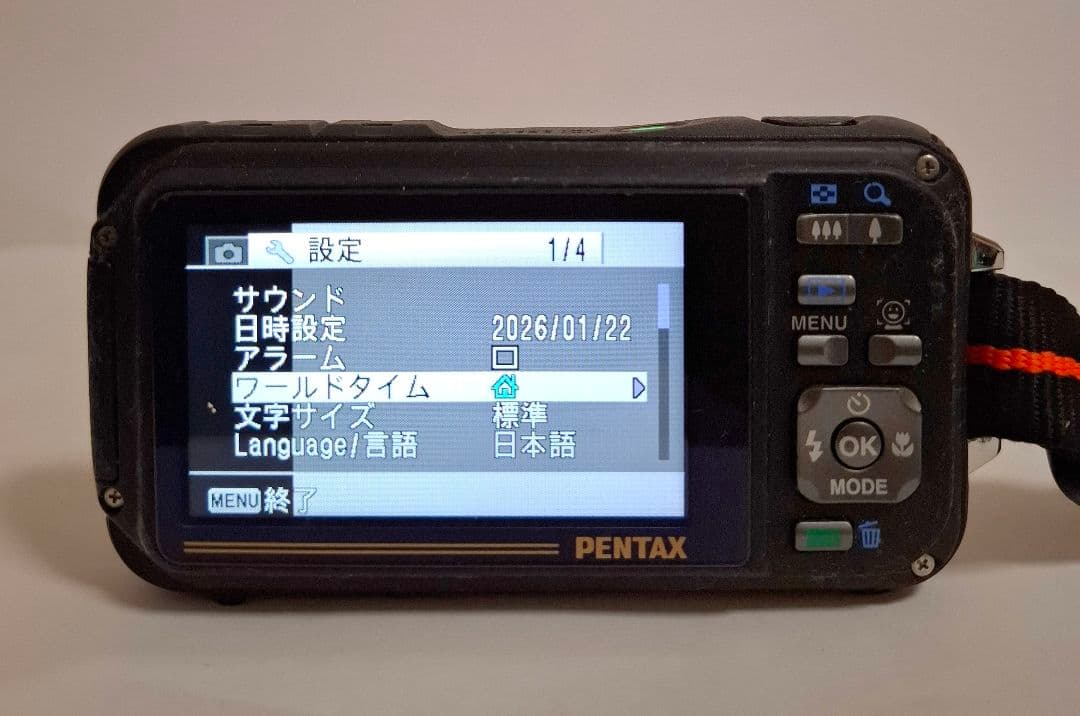 設定 1/4
サウンド
日時設定 2026/01/22
アラーム
ワールドタイム
文字サイズ 標準
Language/言語 日本語
MENU 終了
PENTAX
MENU
OK
MODE